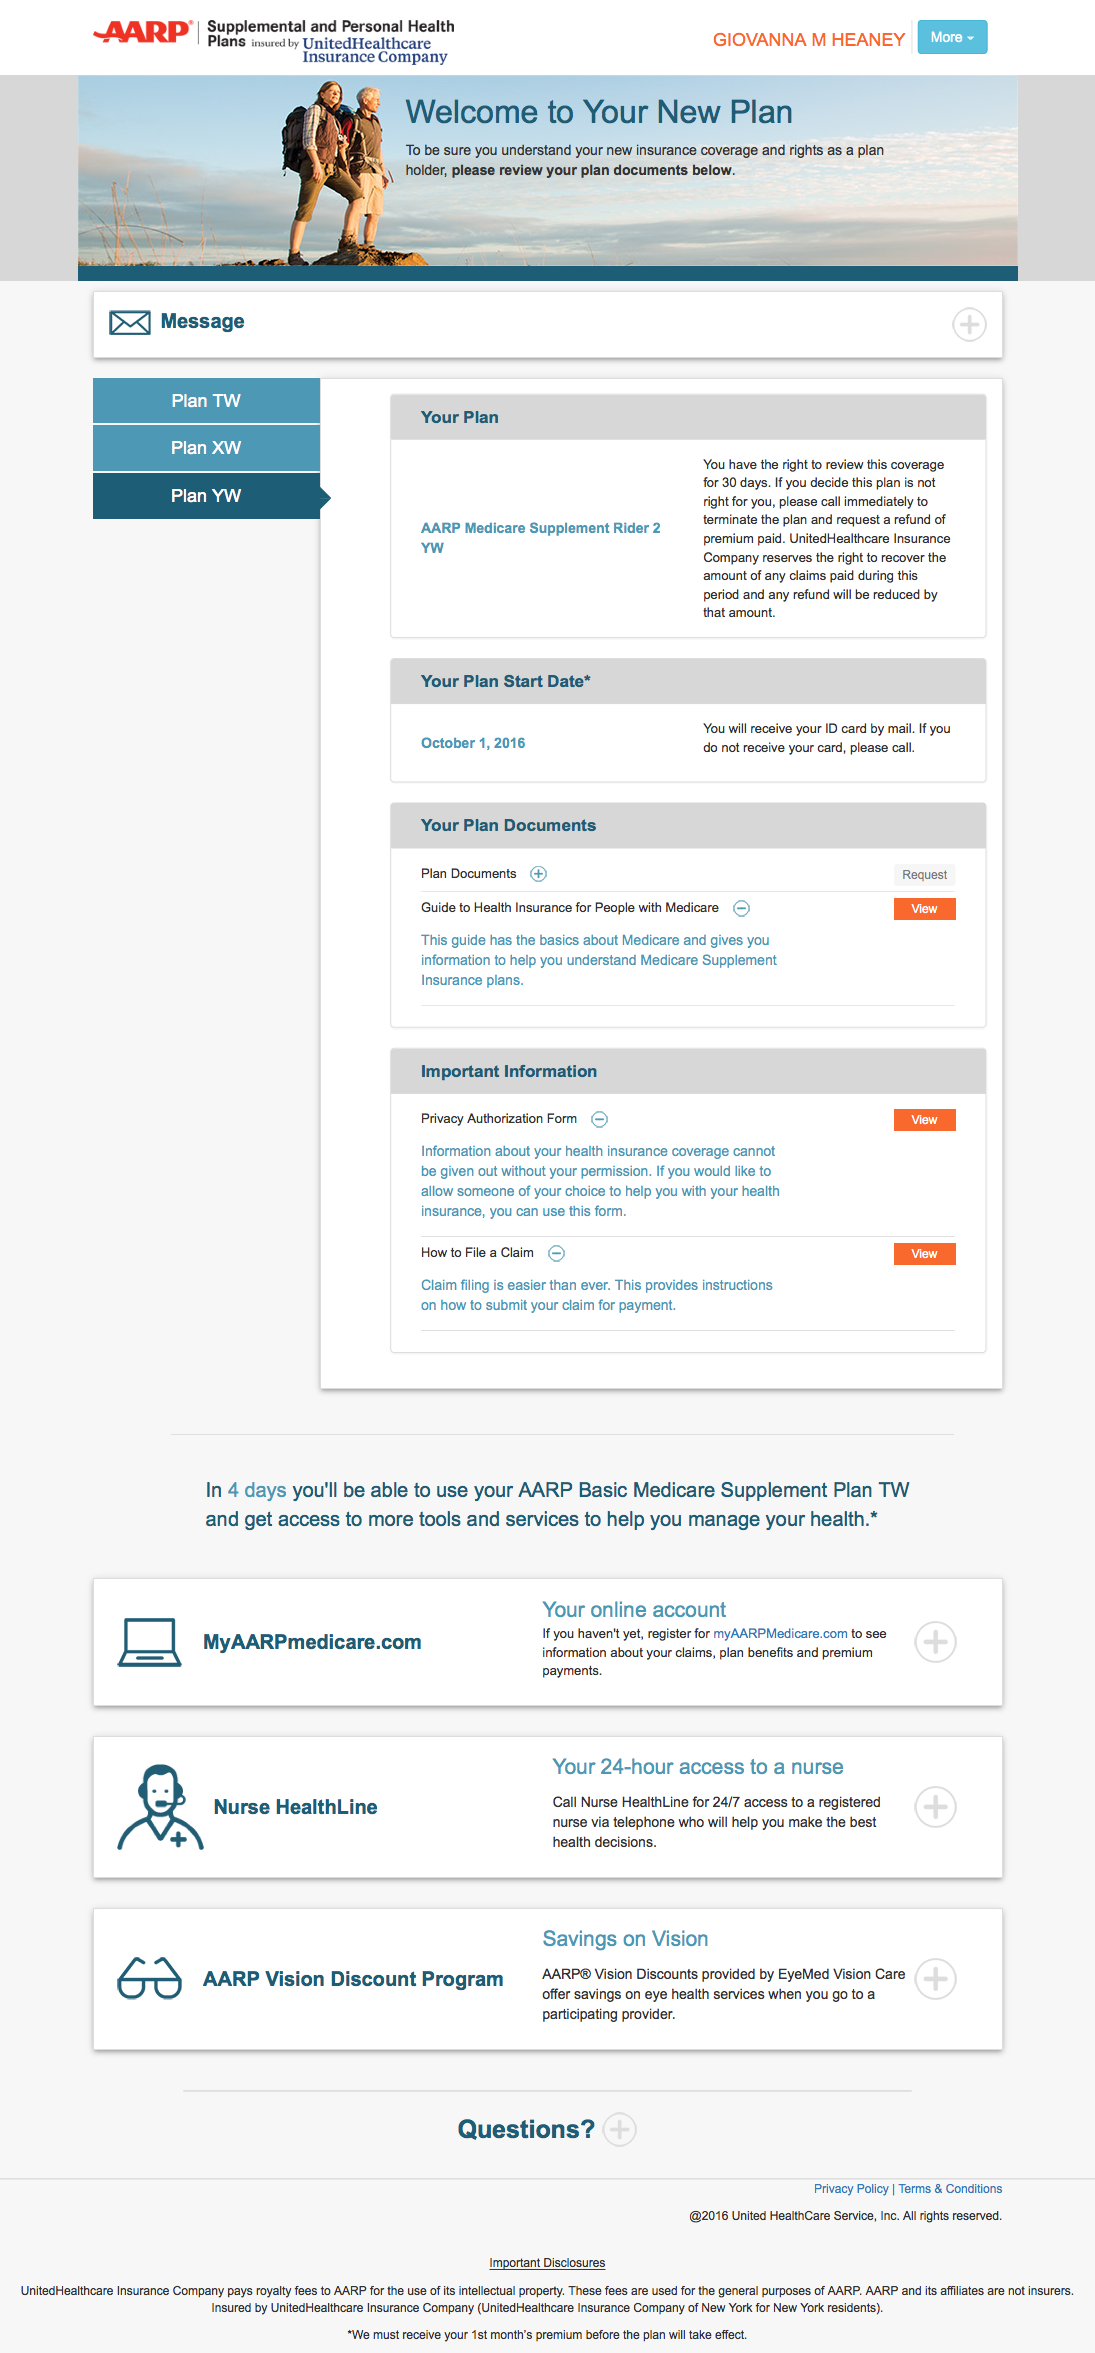 AARP® Supplemental and Personal Health
Plans insured by UnitedHealthcare
Insurance Company
GIOVANNA M HEANEY
More
Welcome to Your New Plan
To be sure you understand your new insurance coverage and rights as a plan
holder, please review your plan documents below.
Message
Plan TW
Plan XW
Plan YW
Your Plan
AARP Medicare Supplement Rider 2
YW
You have the right to review this coverage
for 30 days. If you decide this plan is not
right for you, please call immediately to
terminate the plan and request a refund of
premium paid. UnitedHealthcare Insurance
Company reserves the right to recover the
amount of any claims paid during this
period and any refund will be reduced by
that amount.
Your Plan Start Date*
October 1, 2016
You will receive your ID card by mail. If you
do not receive your card, please call.
Your Plan Documents
Plan Documents
Request
Guide to Health Insurance for People with Medicare
View
This guide has the basics about Medicare and gives you
information to help you understand Medicare Supplement
Insurance plans.
Important Information
Privacy Authorization Form
View
Information about your health insurance coverage cannot
be given out without your permission. If you would like to
allow someone of your choice to help you with your health
insurance, you can use this form.
How to File a Claim
View
Claim filing is easier than ever. This provides instructions
on how to submit your claim for payment.
In 4 days you'll be able to use your AARP Basic Medicare Supplement Plan TW
and get access to more tools and services to help you manage your health.*
MyAARPmedicare.com
Your online account
If you haven't yet, register for myAARPMedicare.com to see
information about your claims, plan benefits and premium
payments.
Nurse HealthLine
Your 24-hour access to a nurse
Call Nurse HealthLine for 24/7 access to a registered
nurse via telephone who will help you make the best
health decisions.
AARP Vision Discount Program
Savings on Vision
AARP® Vision Discounts provided by EyeMed Vision Care
offer savings on eye health services when you go to a
participating provider.
Questions?
Privacy Policy | Terms & Conditions
@2016 United HealthCare Service, Inc. All rights reserved.
Important Disclosures
UnitedHealthcare Insurance Company pays royalty fees to AARP for the use of its intellectual property. These fees are used for the general purposes of AARP. AARP and its affiliates are not insurers.
Insured by UnitedHealthcare Insurance Company (UnitedHealthcare Insurance Company of New York for New York residents).
*We must receive your 1st month's premium before the plan will take effect.